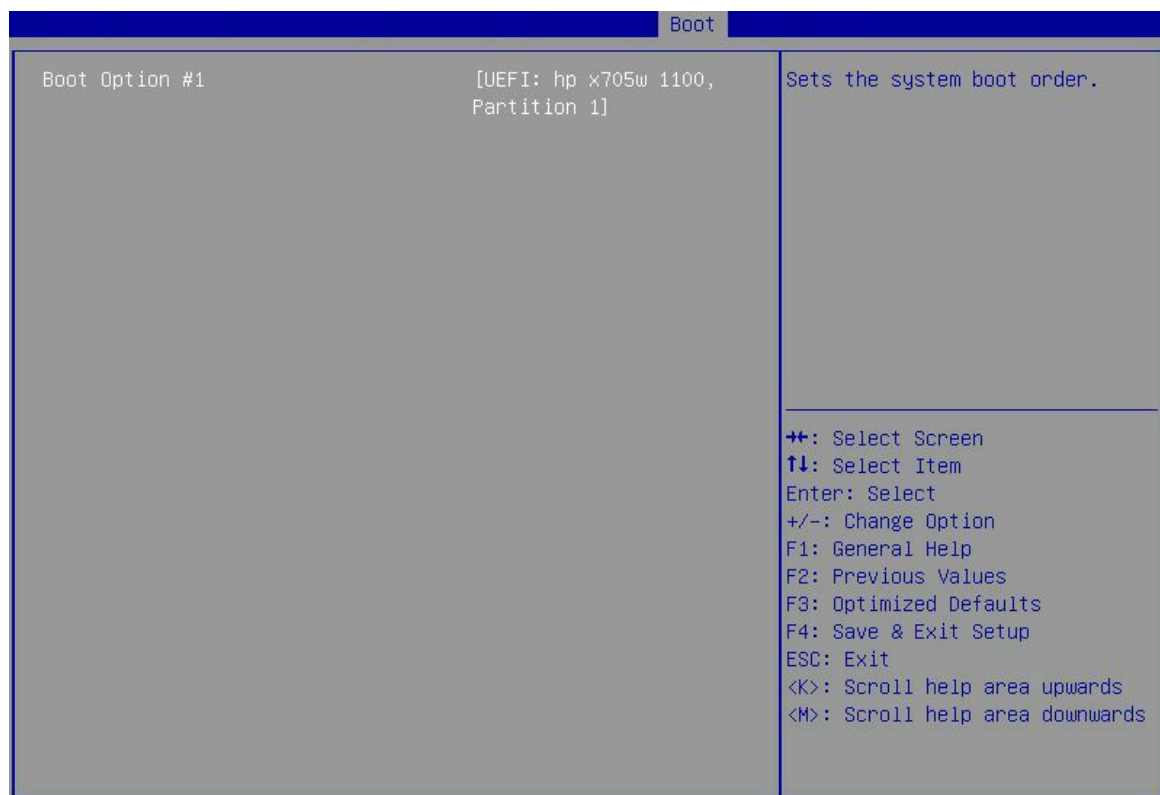 Boot
Boot Option #1 [UEFI: hp x705w 1100,
Partition 1]
Sets the system boot order.
→←: Select Screen
↑↓: Select Item
Enter: Select
+/-: Change Option
F1: General Help
F2: Previous Values
F3: Optimized Defaults
F4: Save & Exit Setup
ESC: Exit
<K>: Scroll help area upwards
<M>: Scroll help area downwards